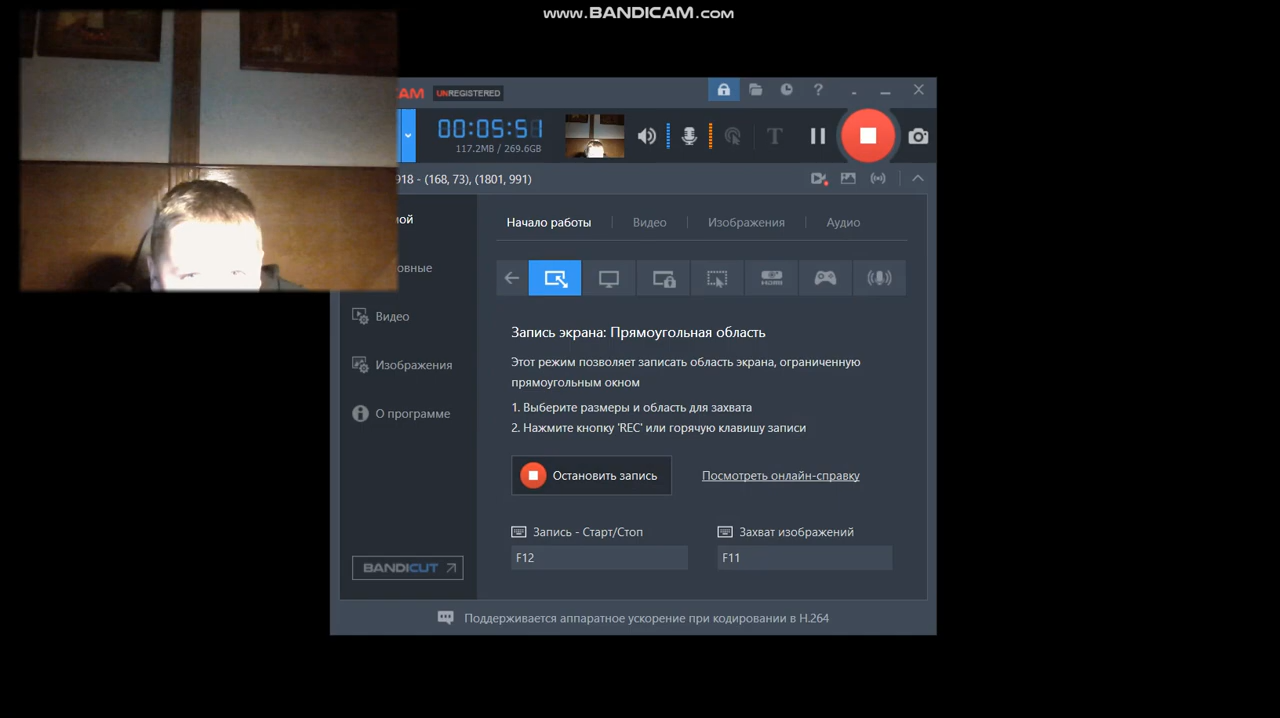 www.BANDICAM.com
AM UNREGISTERED
00:05:51
117.2MB / 269.6GB
918 - (168, 73), (1801, 991)
Начало работы
Видео
Изображения
Аудио
Видео
Изображения
О программе
Запись экрана: Прямоугольная область
Этот режим позволяет записать область экрана, ограниченную
прямоугольным окном
1. Выберите размеры и область для захвата
2. Нажмите кнопку 'REC' или горячую клавишу записи
Остановить запись
Посмотреть онлайн-справку
Запись - Старт/Стоп
Захват изображений
F12
F11
BANDICUT
Поддерживается аппаратное ускорение при кодировании в H.264